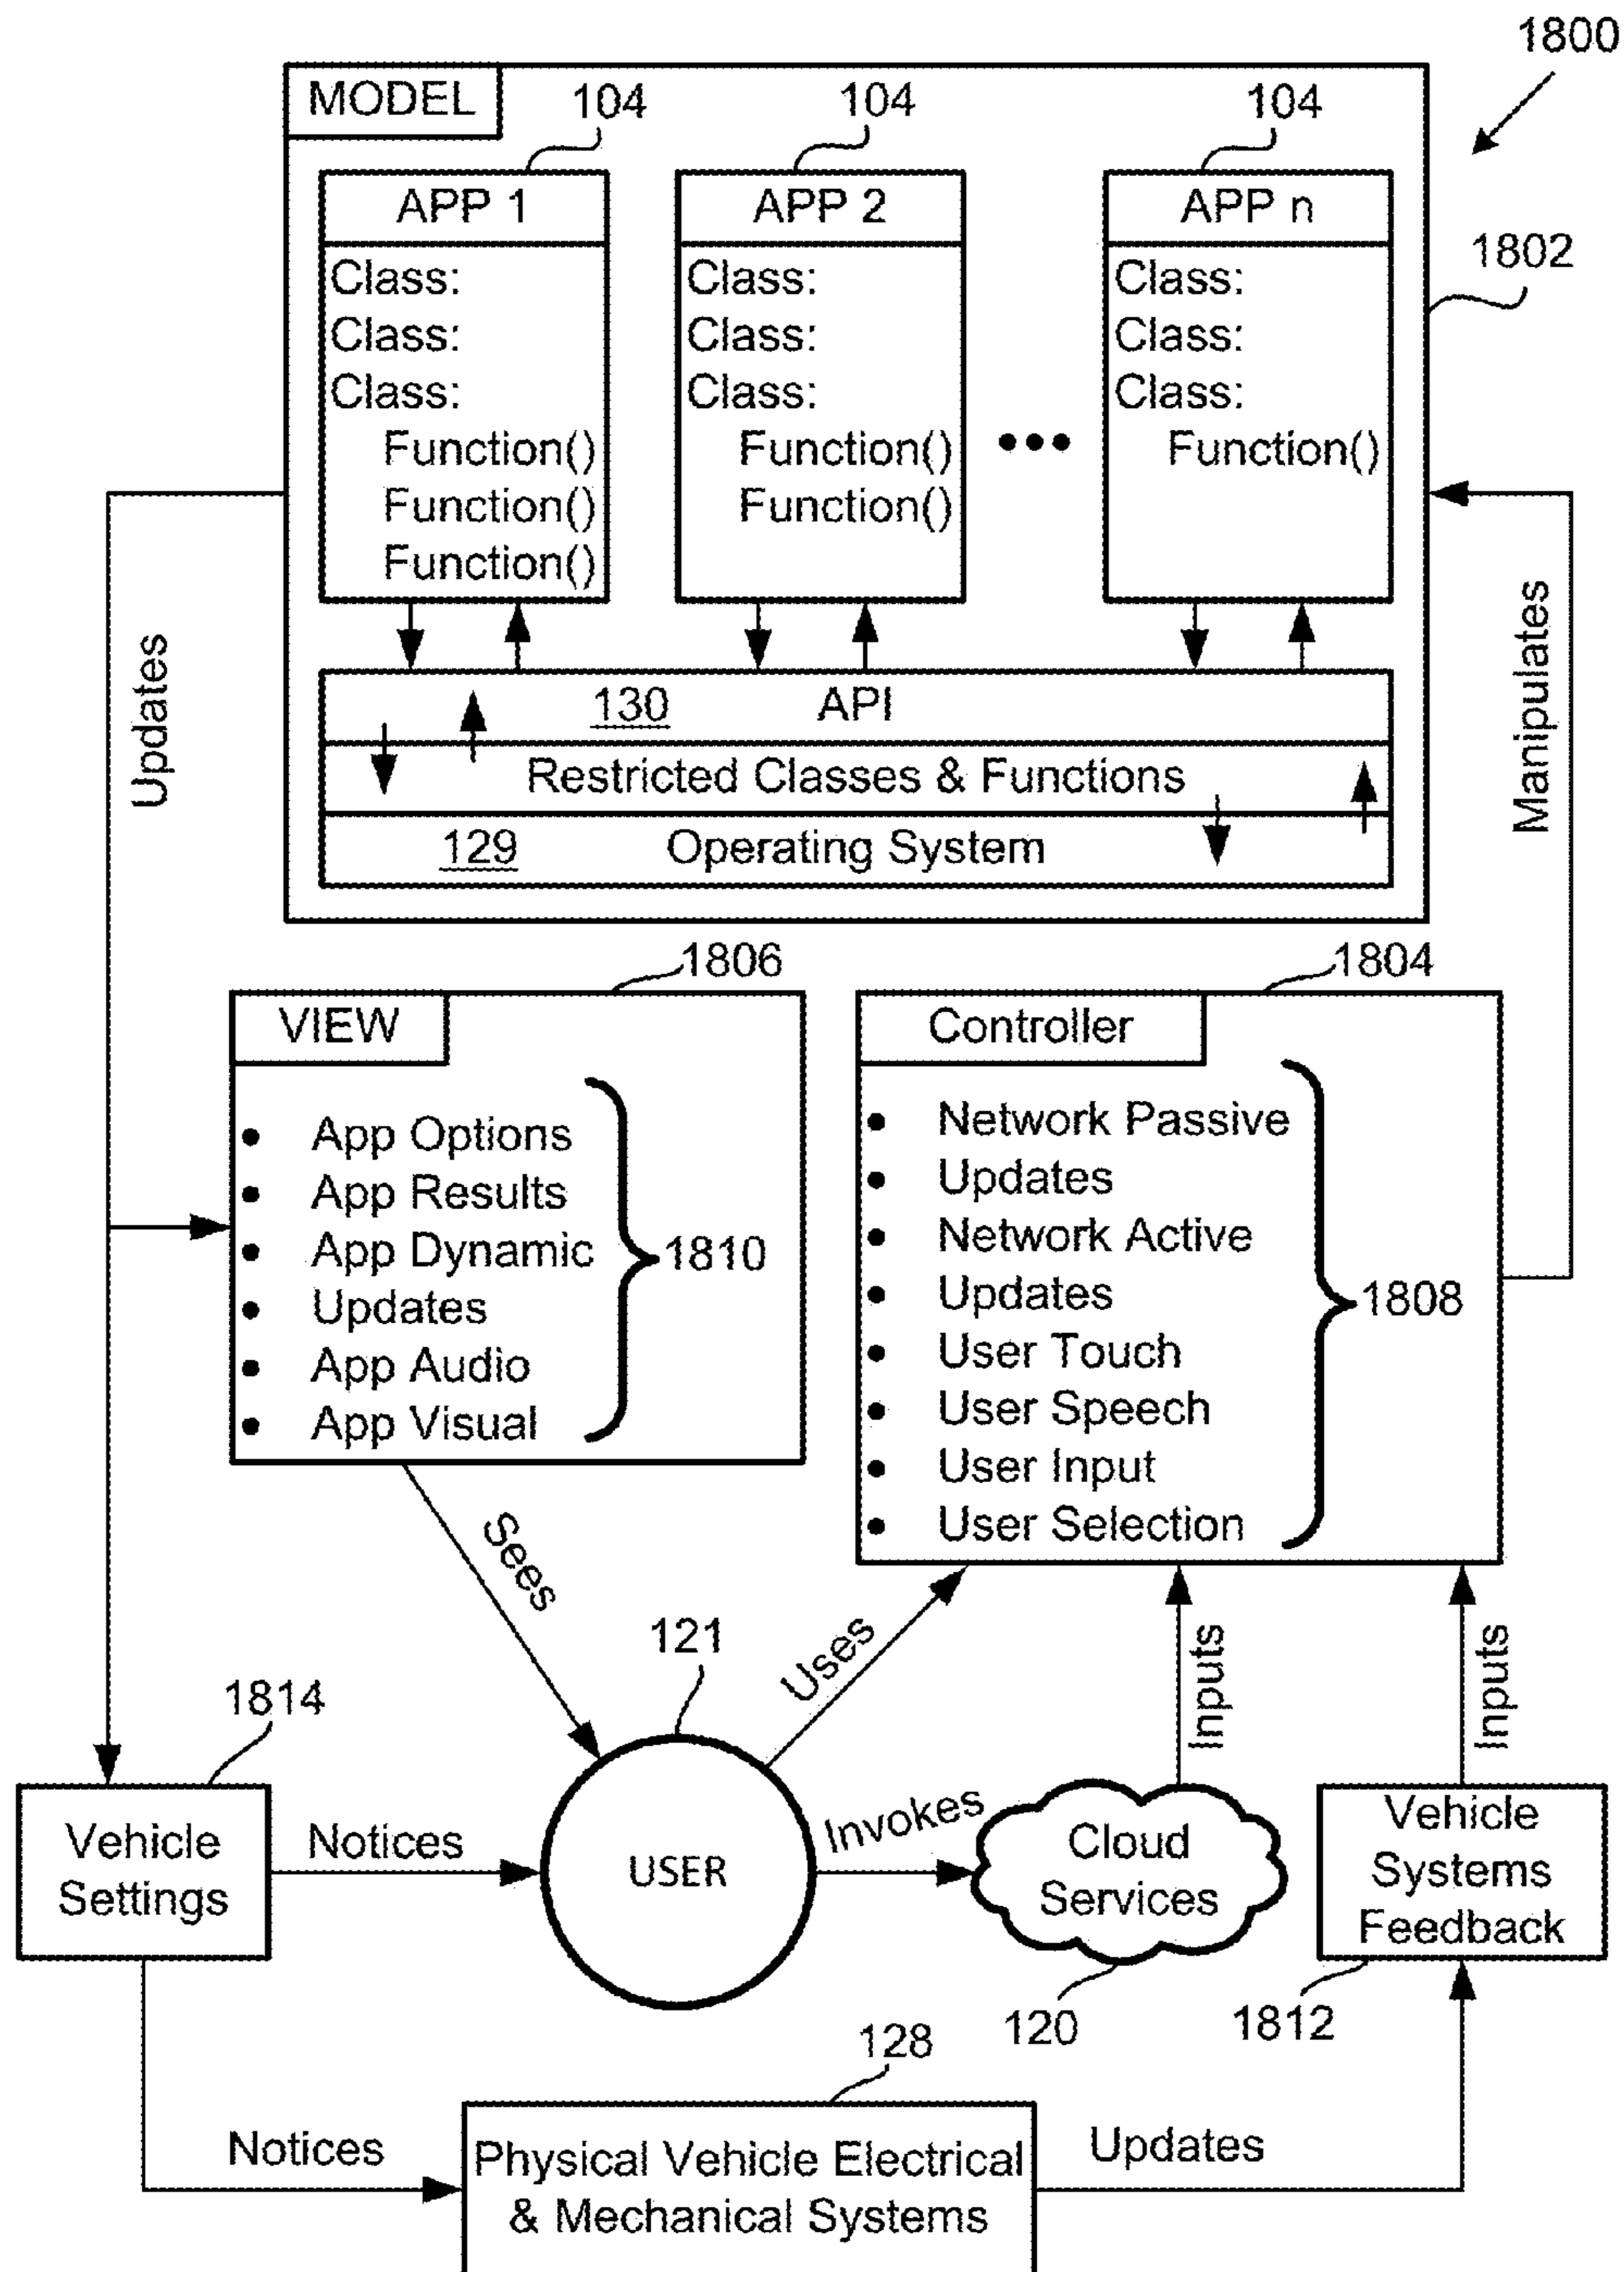 1800
MODEL
104
104
104
APP 1
APP 2
APP n
1802
Class:
Class:
Class:
Function()
Function()
Function()
Class:
Class:
Class:
Function()
Function()
•••
Class:
Class:
Class:
Function()
Updates
Manipulates
130
API
Restricted Classes & Functions
129
Operating System
1806
VIEW
• App Options
• App Results
• App Dynamic
• Updates
• App Audio
• App Visual
1810
1804
Controller
• Network Passive
• Updates
• Network Active
• Updates
• User Touch
• User Speech
• User Input
• User Selection
1808
Sees
Uses
Inputs
Inputs
121
1814
Vehicle
Settings
Notices
USER
Invokes
Cloud
Services
Vehicle
Systems
Feedback
120
1812
128
Notices
Physical Vehicle Electrical
& Mechanical Systems
Updates